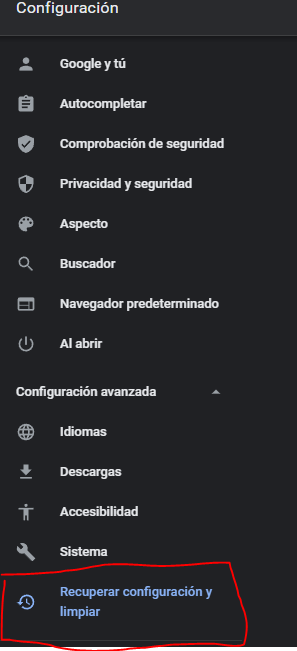 Configuración
Google y tú
Autocompletar
Comprobación de seguridad
Privacidad y seguridad
Aspecto
Buscador
Navegador predeterminado
Al abrir
Configuración avanzada
Idiomas
Descargas
Accesibilidad
Sistema
Recuperar configuración y
limpiar